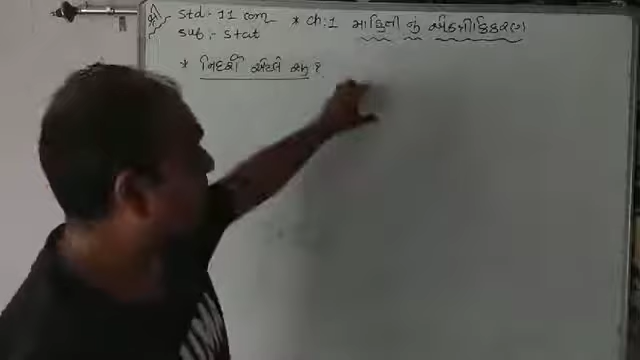 Std:-11 com * ch:1 માહિતી નું એકત્રીકરણ
Sub:- Stat
* નિદર્શ એટલે શું ?